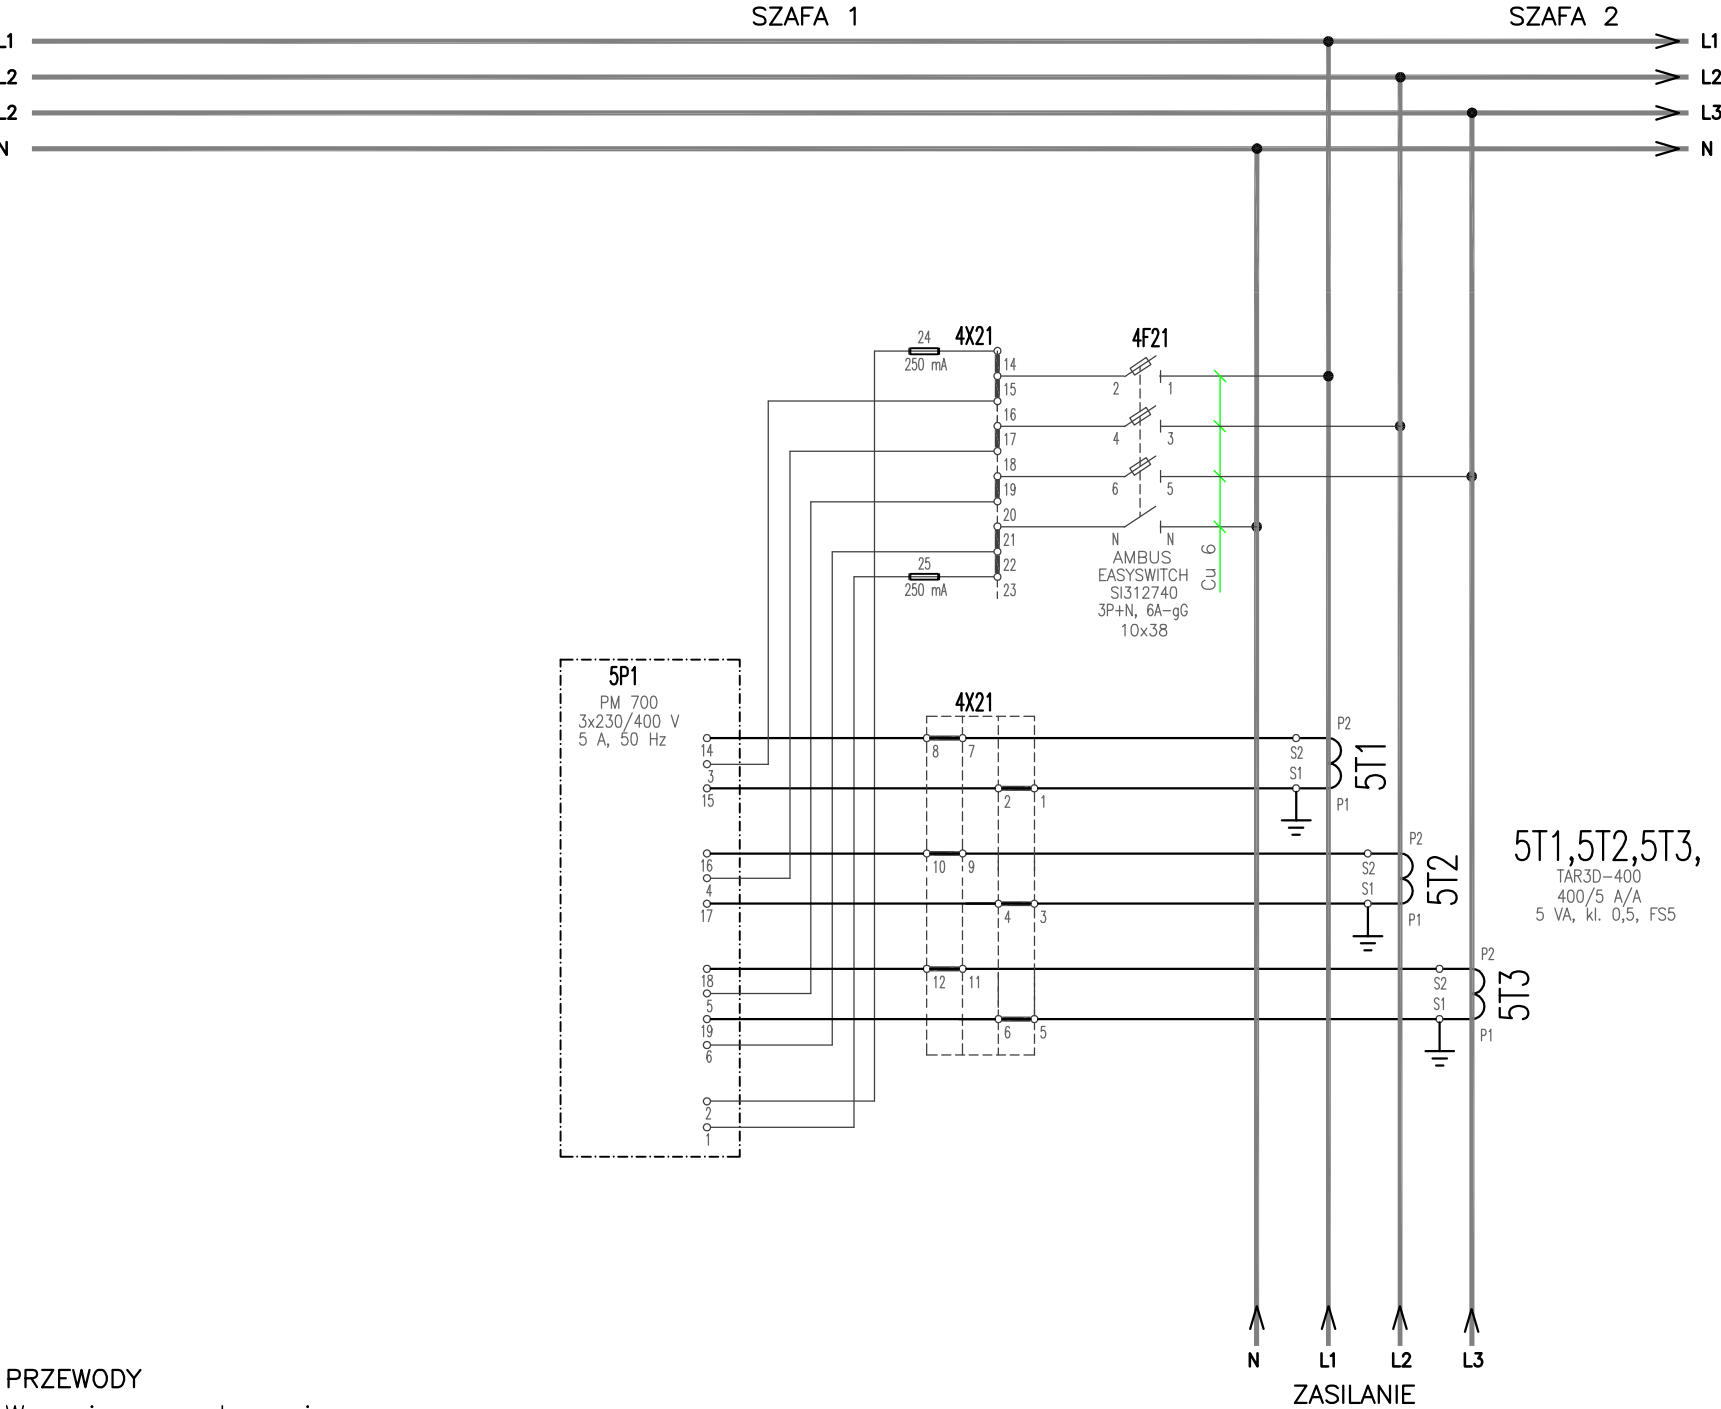 SZAFA 1
SZAFA 2
L1
L1
L2
L2
L2
L3
N
N
24
4X21
4F21
250 mA
14
15
2
1
16
17
4
3
18
19
6
5
20
21
N
N
22
25
23
250 mA
AMBUS
EASYSWITCH
SI312740
3P+N, 6A-gG
10x38
Cu 6
5P1
PM 700
3x230/400 V
5 A, 50 Hz
14
3
15
16
4
17
18
5
19
6
2
1
4X21
8
7
2
1
10
9
4
3
12
11
6
5
P2
S2
S1
P1
5T1
P2
S2
S1
P1
5T2
P2
S2
S1
P1
5T3
5T1,5T2,5T3,
TAR3D-400
400/5 A/A
5 VA, kl. 0,5, FS5
N
L1
L2
L3
ZASILANIE
PRZEWODY